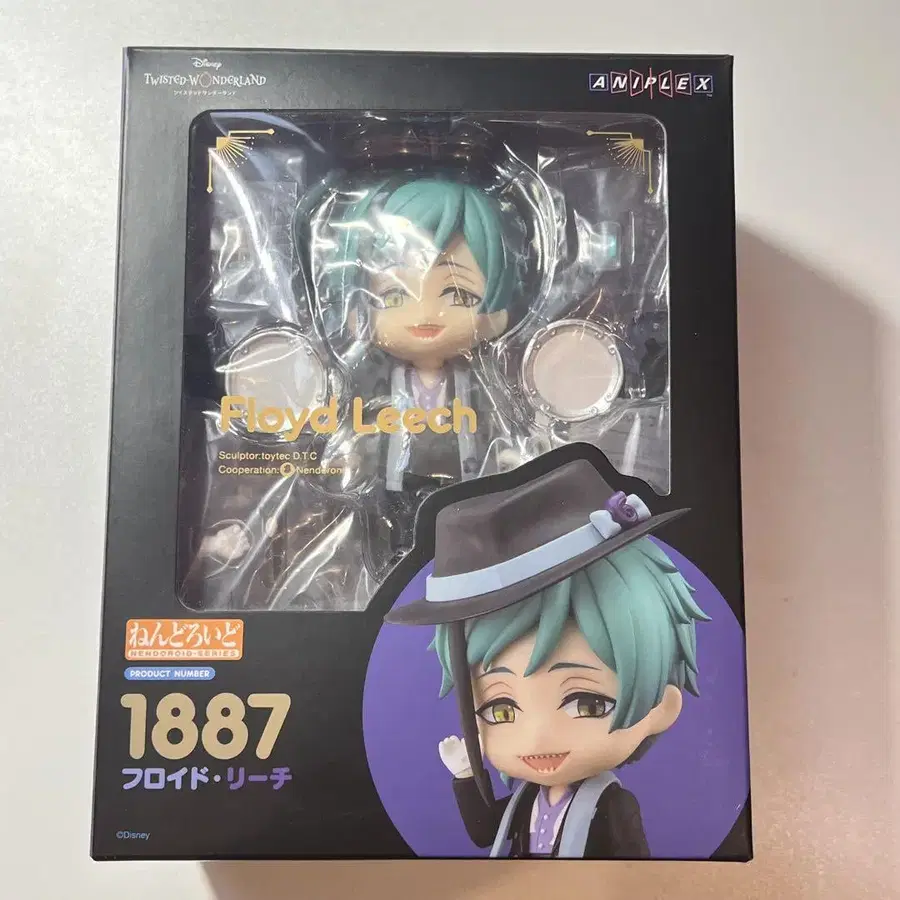 Disney
TWISTED-WONDERLAND
ツイステッドワンダーランド
ANIPLEX
Floyd Leech
Sculptor:toytec D.T.C
Cooperation: Nendoron
ねんどろいど
NENDOROID-SERIES
PRODUCT NUMBER
1887
フロイド・リーチ
©Disney